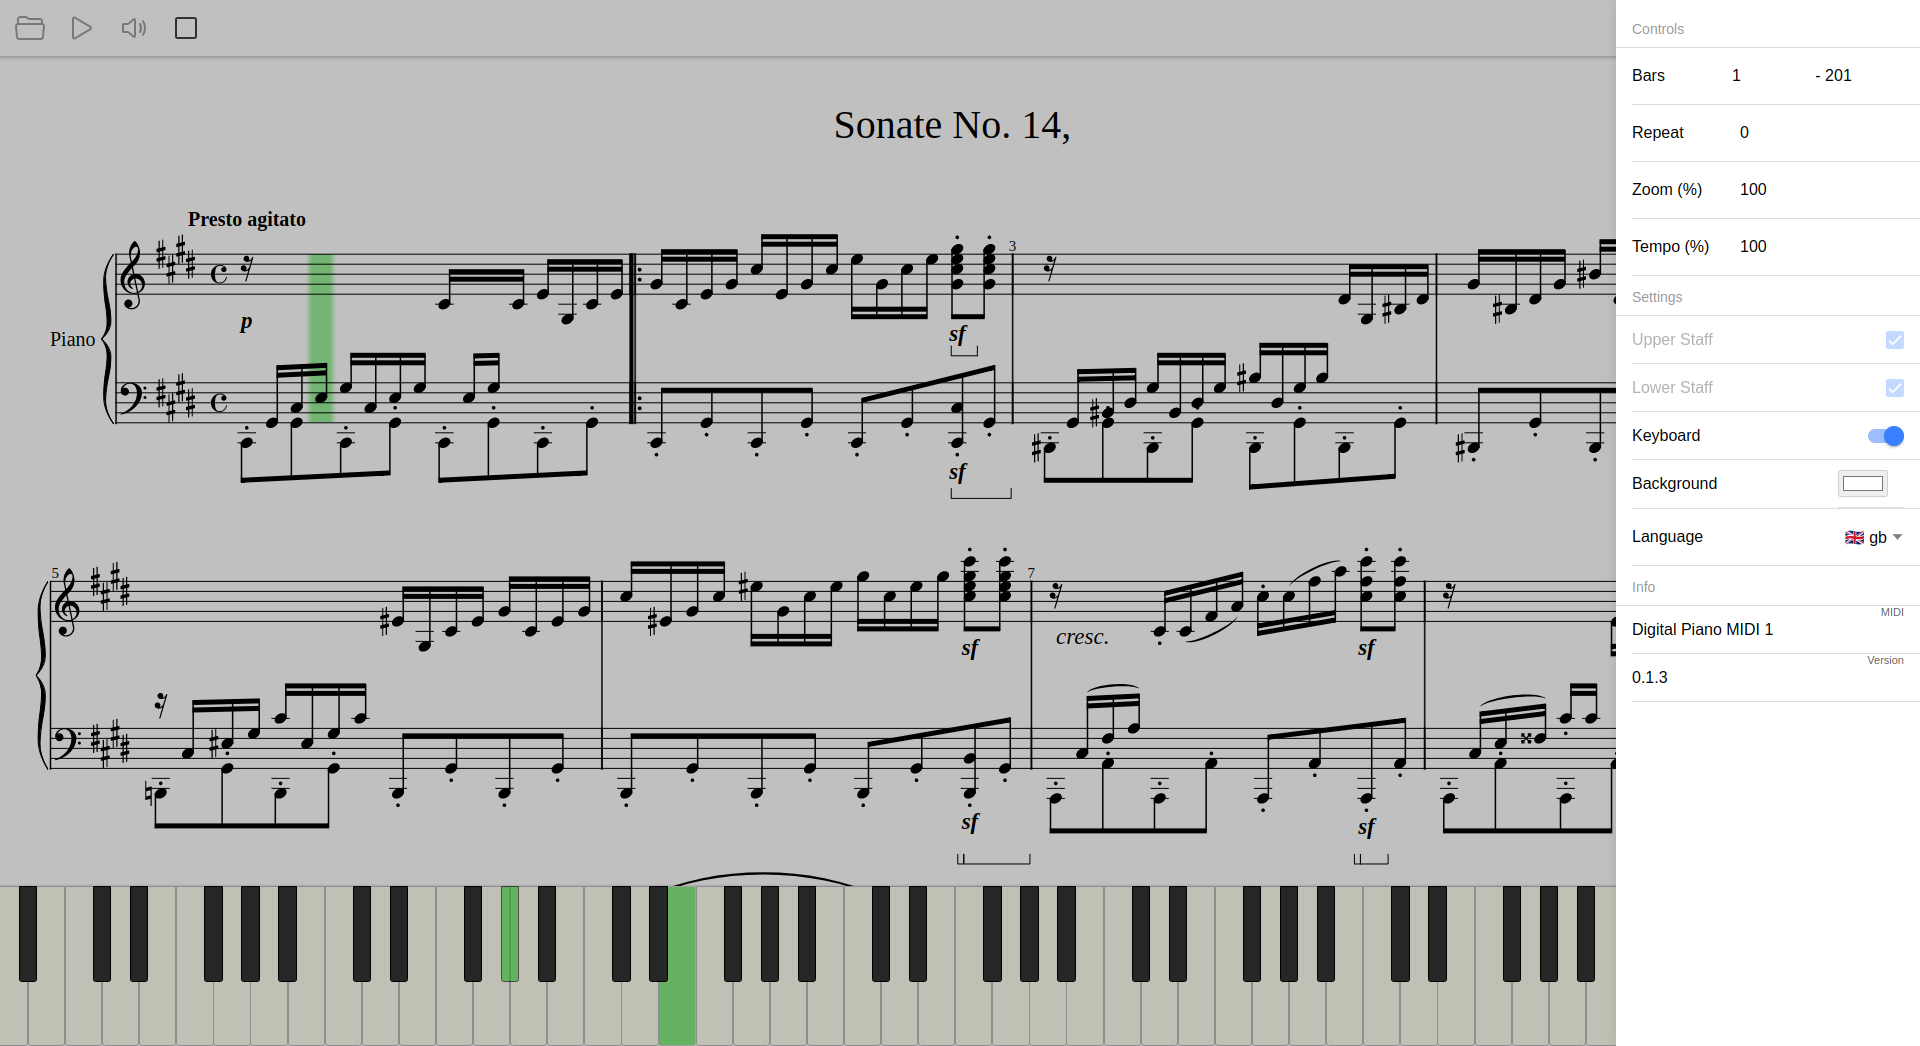 Sonate No. 14,
Presto agitato
3
p
Piano
sf
sf
5
7
cresc.
sf
sf
sf
sf
Controls
Bars 1 - 201
Repeat 0
Zoom (%) 100
Tempo (%) 100
Settings
Upper Staff
Lower Staff
Keyboard
Background
Language 🇬🇧 gb
Info
MIDI
Digital Piano MIDI 1
Version
0.1.3